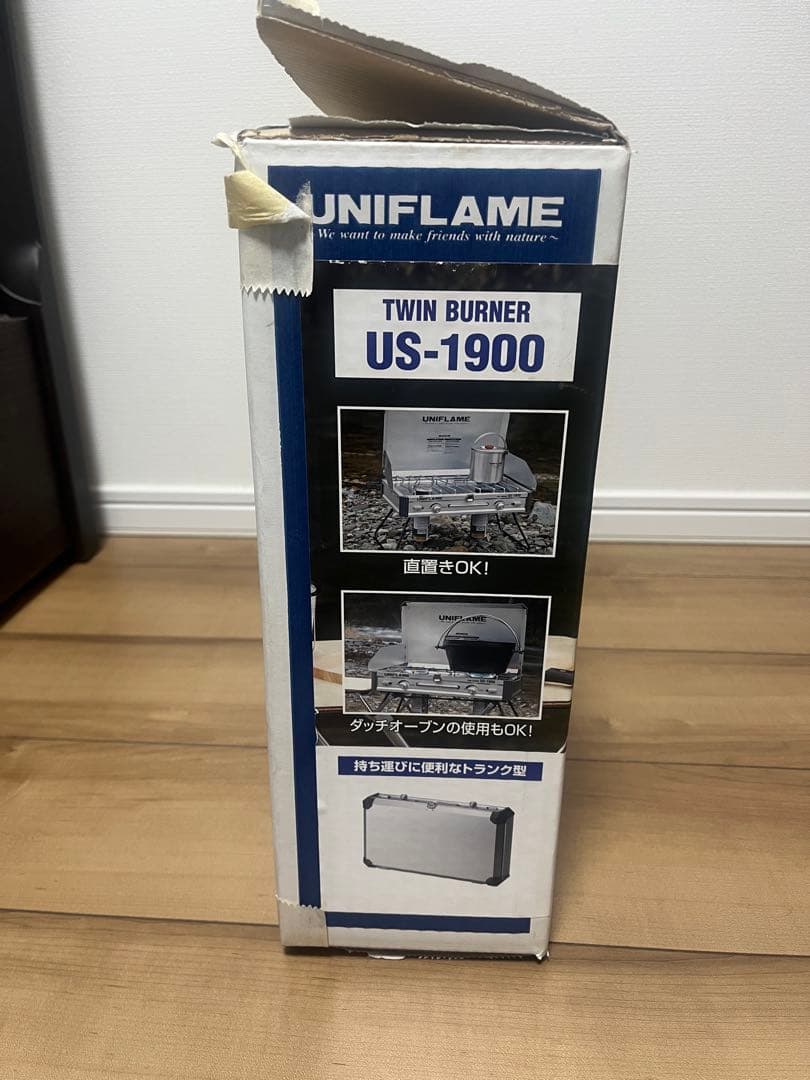 UNIFLAME
We want to make friends with nature~
TWIN BURNER
US-1900
UNIFLAME
直置きOK!
UNIFLAME
ダッチオーブンの使用もOK!
持ち運びに便利なトランク型